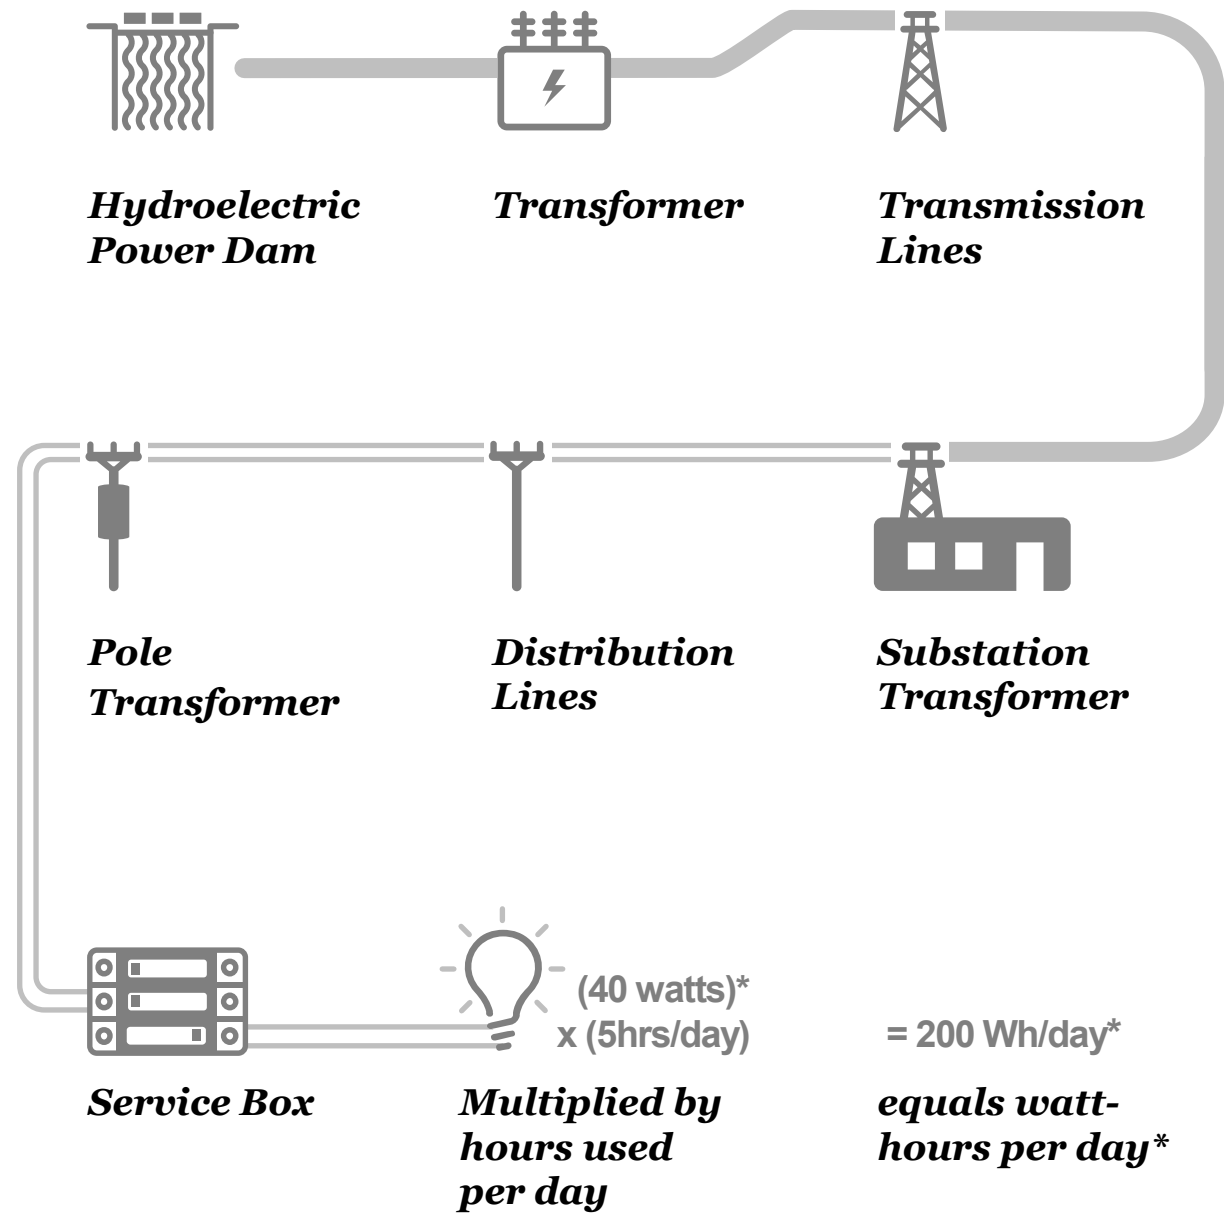 Hydroelectric
Power Dam
Transformer
Transmission
Lines
Pole
Transformer
Distribution
Lines
Substation
Transformer
(40 watts)*
x (5hrs/day)
= 200 Wh/day*
Service Box
Multiplied by
hours used
per day
equals watt-
hours per day*